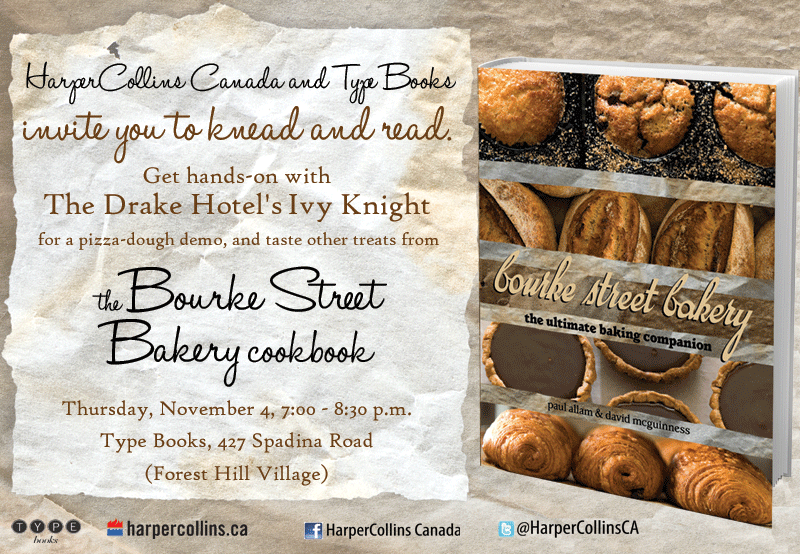 HarperCollins Canada and Type Books
invite you to knead and read.
Get hands-on with
The Drake Hotel's Ivy Knight
for a pizza-dough demo, and taste other treats from
the Bourke Street
Bakery cookbook
Thursday, November 4, 7:00 - 8:30 p.m.
Type Books, 427 Spadina Road
(Forest Hill Village)
bourke street bakery
the ultimate baking companion
paul allam & david mcguinness
TYPE
books
harpercollins.ca
f HarperCollins Canada
t @HarperCollinsCA